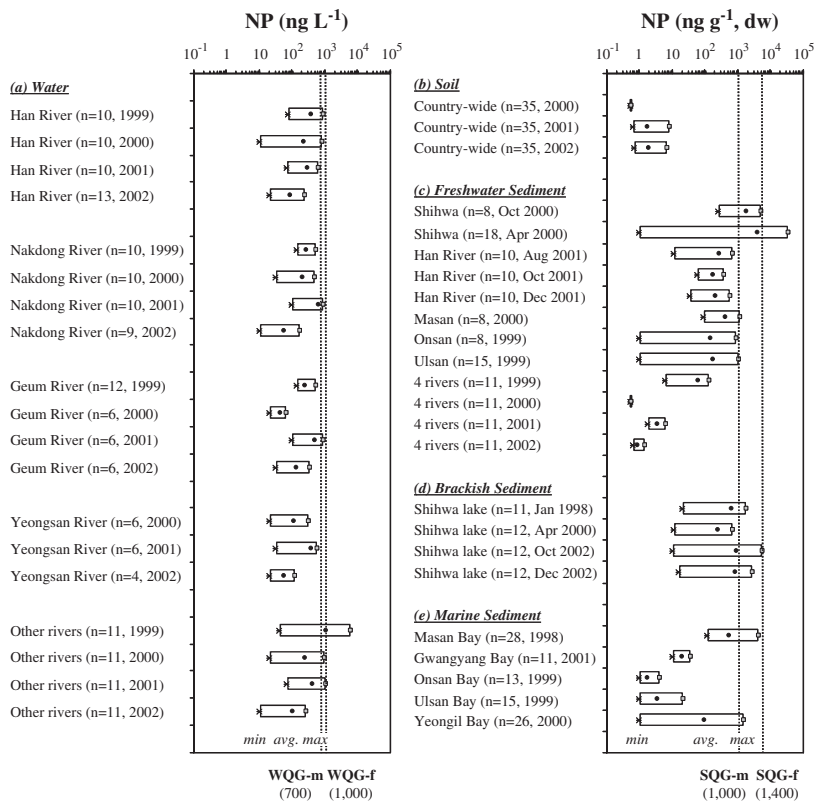 NP (ng L⁻¹)
10⁻¹ 1 10¹ 10² 10³ 10⁴ 10⁵
(a) Water
Han River (n=10, 1999)
Han River (n=10, 2000)
Han River (n=10, 2001)
Han River (n=13, 2002)
Nakdong River (n=10, 1999)
Nakdong River (n=10, 2000)
Nakdong River (n=10, 2001)
Nakdong River (n=9, 2002)
Geum River (n=12, 1999)
Geum River (n=6, 2000)
Geum River (n=6, 2001)
Geum River (n=6, 2002)
Yeongsan River (n=6, 2000)
Yeongsan River (n=6, 2001)
Yeongsan River (n=4, 2002)
Other rivers (n=11, 1999)
Other rivers (n=11, 2000)
Other rivers (n=11, 2001)
Other rivers (n=11, 2002)
min avg. max
WQG-m WQG-f
(700) (1,000)
NP (ng g⁻¹, dw)
10⁻¹ 1 10¹ 10² 10³ 10⁴ 10⁵
(b) Soil
Country-wide (n=35, 2000)
Country-wide (n=35, 2001)
Country-wide (n=35, 2002)
(c) Freshwater Sediment
Shihwa (n=8, Oct 2000)
Shihwa (n=18, Apr 2000)
Han River (n=10, Aug 2001)
Han River (n=10, Oct 2001)
Han River (n=10, Dec 2001)
Masan (n=8, 2000)
Onsan (n=8, 1999)
Ulsan (n=15, 1999)
4 rivers (n=11, 1999)
4 rivers (n=11, 2000)
4 rivers (n=11, 2001)
4 rivers (n=11, 2002)
(d) Brackish Sediment
Shihwa lake (n=11, Jan 1998)
Shihwa lake (n=12, Apr 2000)
Shihwa lake (n=12, Oct 2002)
Shihwa lake (n=12, Dec 2002)
(e) Marine Sediment
Masan Bay (n=28, 1998)
Gwangyang Bay (n=11, 2001)
Onsan Bay (n=13, 1999)
Ulsan Bay (n=15, 1999)
Yeongil Bay (n=26, 2000)
min avg. max
SQG-m SQG-f
(1,000) (1,400)